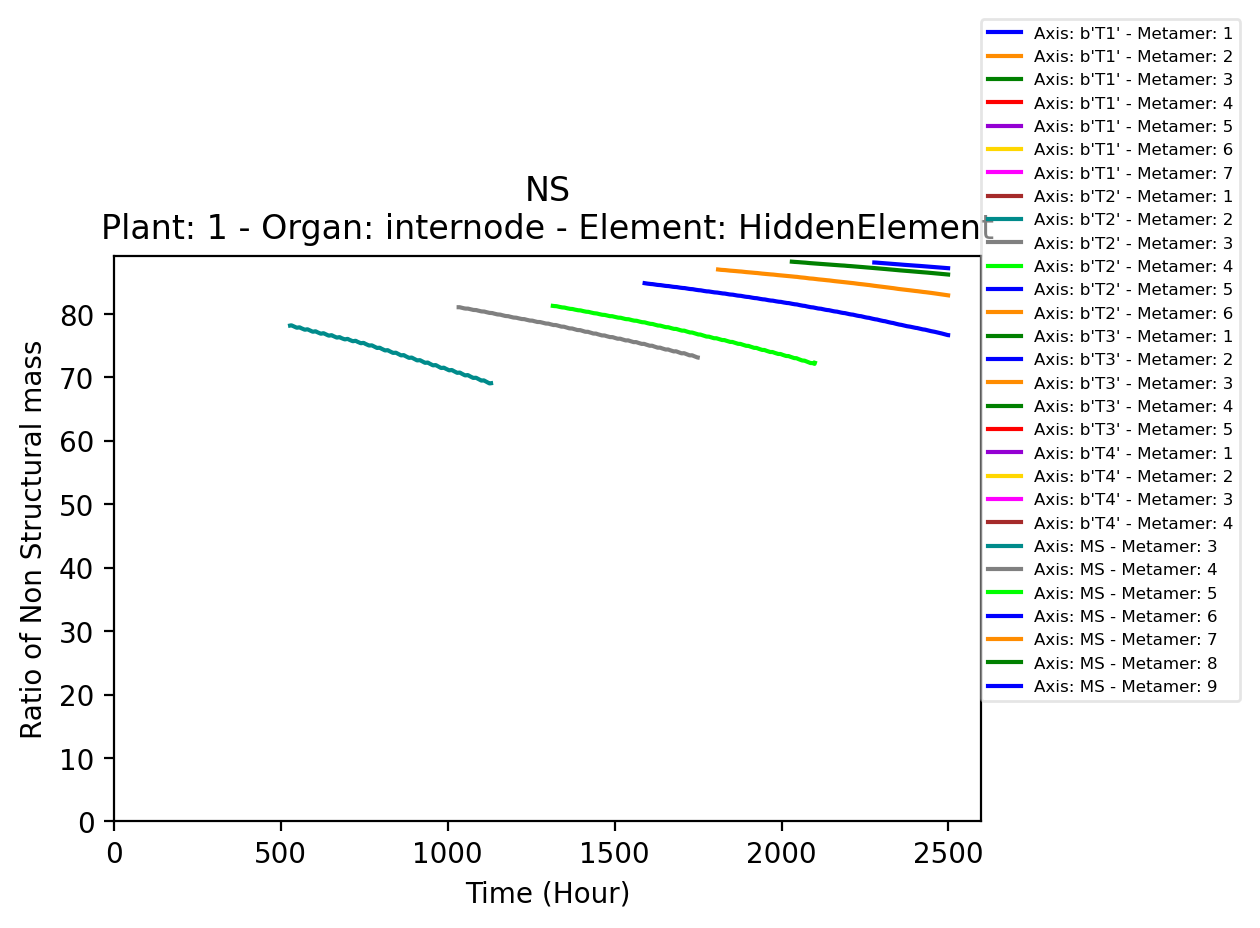 NS
Plant: 1 - Organ: internode - Element: HiddenElement
Ratio of Non Structural mass
80
70
60
50
40
30
20
10
0
0 500 1000 1500 2000 2500
Time (Hour)
Axis: b'T1' - Metamer: 1
Axis: b'T1' - Metamer: 2
Axis: b'T1' - Metamer: 3
Axis: b'T1' - Metamer: 4
Axis: b'T1' - Metamer: 5
Axis: b'T1' - Metamer: 6
Axis: b'T1' - Metamer: 7
Axis: b'T2' - Metamer: 1
Axis: b'T2' - Metamer: 2
Axis: b'T2' - Metamer: 3
Axis: b'T2' - Metamer: 4
Axis: b'T2' - Metamer: 5
Axis: b'T2' - Metamer: 6
Axis: b'T3' - Metamer: 1
Axis: b'T3' - Metamer: 2
Axis: b'T3' - Metamer: 3
Axis: b'T3' - Metamer: 4
Axis: b'T3' - Metamer: 5
Axis: b'T4' - Metamer: 1
Axis: b'T4' - Metamer: 2
Axis: b'T4' - Metamer: 3
Axis: b'T4' - Metamer: 4
Axis: MS - Metamer: 3
Axis: MS - Metamer: 4
Axis: MS - Metamer: 5
Axis: MS - Metamer: 6
Axis: MS - Metamer: 7
Axis: MS - Metamer: 8
Axis: MS - Metamer: 9